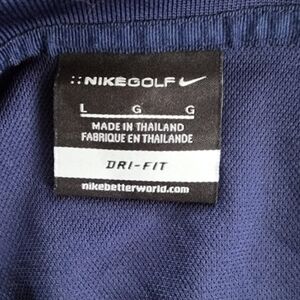 NIKEGOLF
L G G
MADE IN THAILAND
FABRIQUE EN THAILANDE
DRI-FIT
nikebetterworld.com